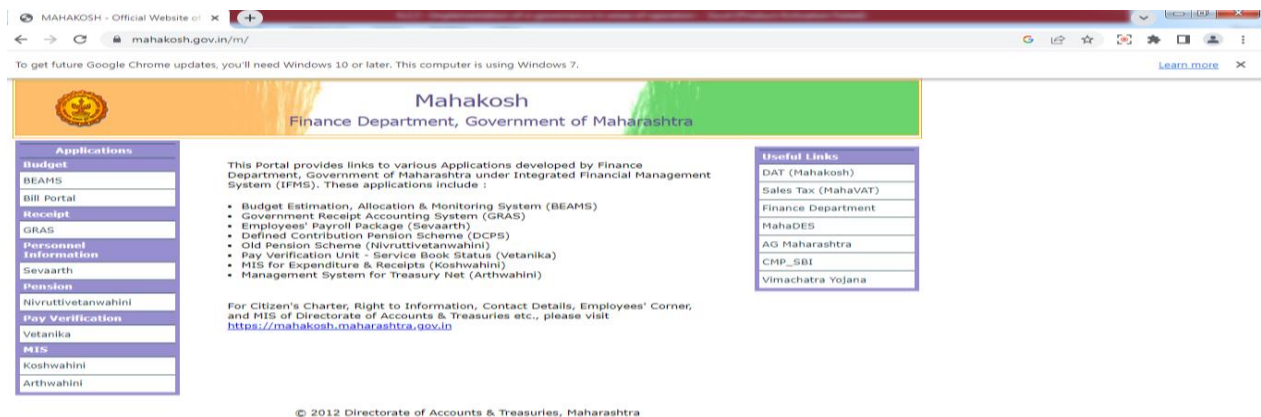 MAHAKOSH - Official Website of
mahakosh.gov.in/m/
To get future Google Chrome updates, you'll need Windows 10 or later. This computer is using Windows 7.
Learn more
Mahakosh
Finance Department, Government of Maharashtra
Applications
Budget
BEAMS
Bill Portal
Receipt
GRAS
Personnel
Information
Sevaarth
Pension
Nivruttivetanwahini
Pay Verification
Vetanika
MIS
Koshwahini
Arthwahini
This Portal provides links to various Applications developed by Finance
Department, Government of Maharashtra under Integrated Financial Management
System (IFMS). These applications include :
• Budget Estimation, Allocation & Monitoring System (BEAMS)
• Government Receipt Accounting System (GRAS)
• Employees' Payroll Package (Sevaarth)
• Defined Contribution Pension Scheme (DCPS)
• Old Pension Scheme (Nivruttivetanwahini)
• Pay Verification Unit - Service Book Status (Vetanika)
• MIS for Expenditure & Receipts (Koshwahini)
• Management System for Treasury Net (Arthwahini)
For Citizen's Charter, Right to Information, Contact Details, Employees' Corner,
and MIS of Directorate of Accounts & Treasuries etc., please visit
https://mahakosh.maharashtra.gov.in
Useful Links
DAT (Mahakosh)
Sales Tax (MahaVAT)
Finance Department
MahaDES
AG Maharashtra
CMP_SBI
Vimachatra Yojana
© 2012 Directorate of Accounts & Treasuries, Maharashtra